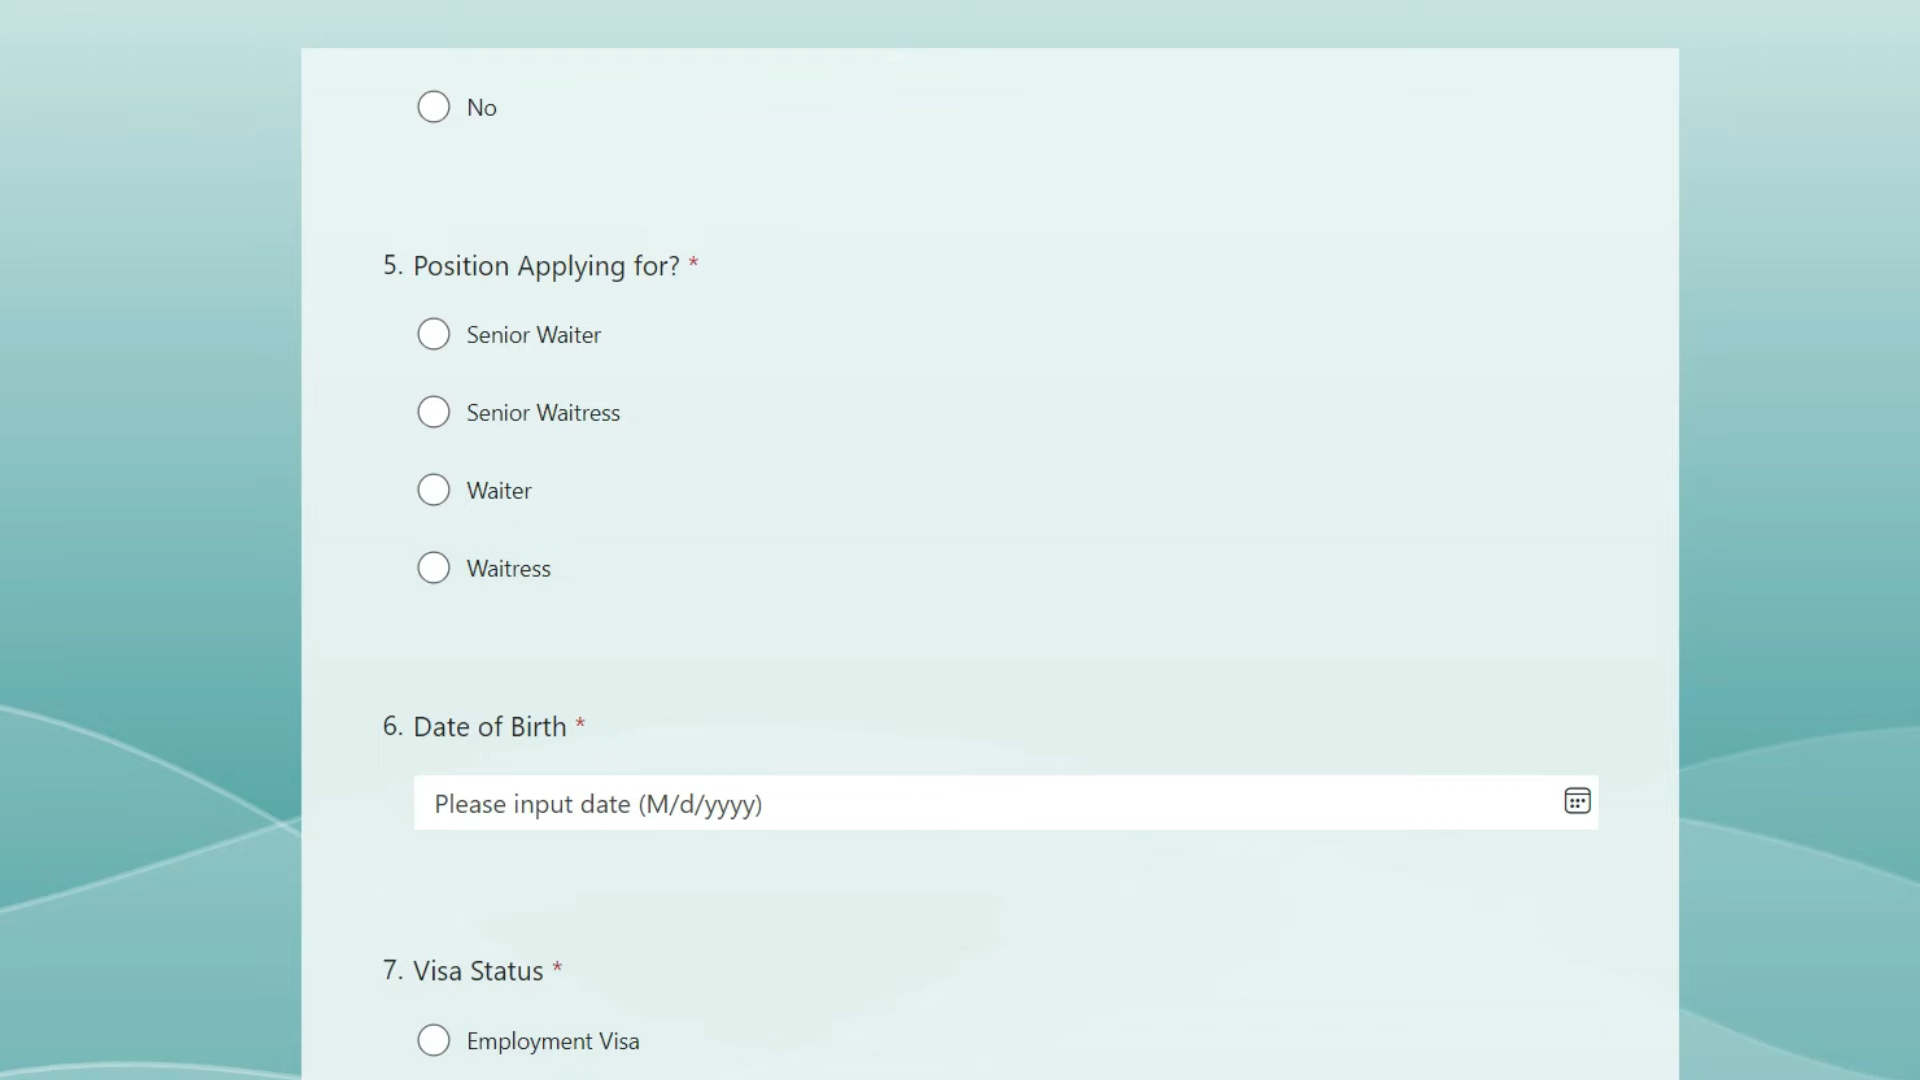 No
5. Position Applying for? *
Senior Waiter
Senior Waitress
Waiter
Waitress
6. Date of Birth *
Please input date (M/d/yyyy)
7. Visa Status *
Employment Visa